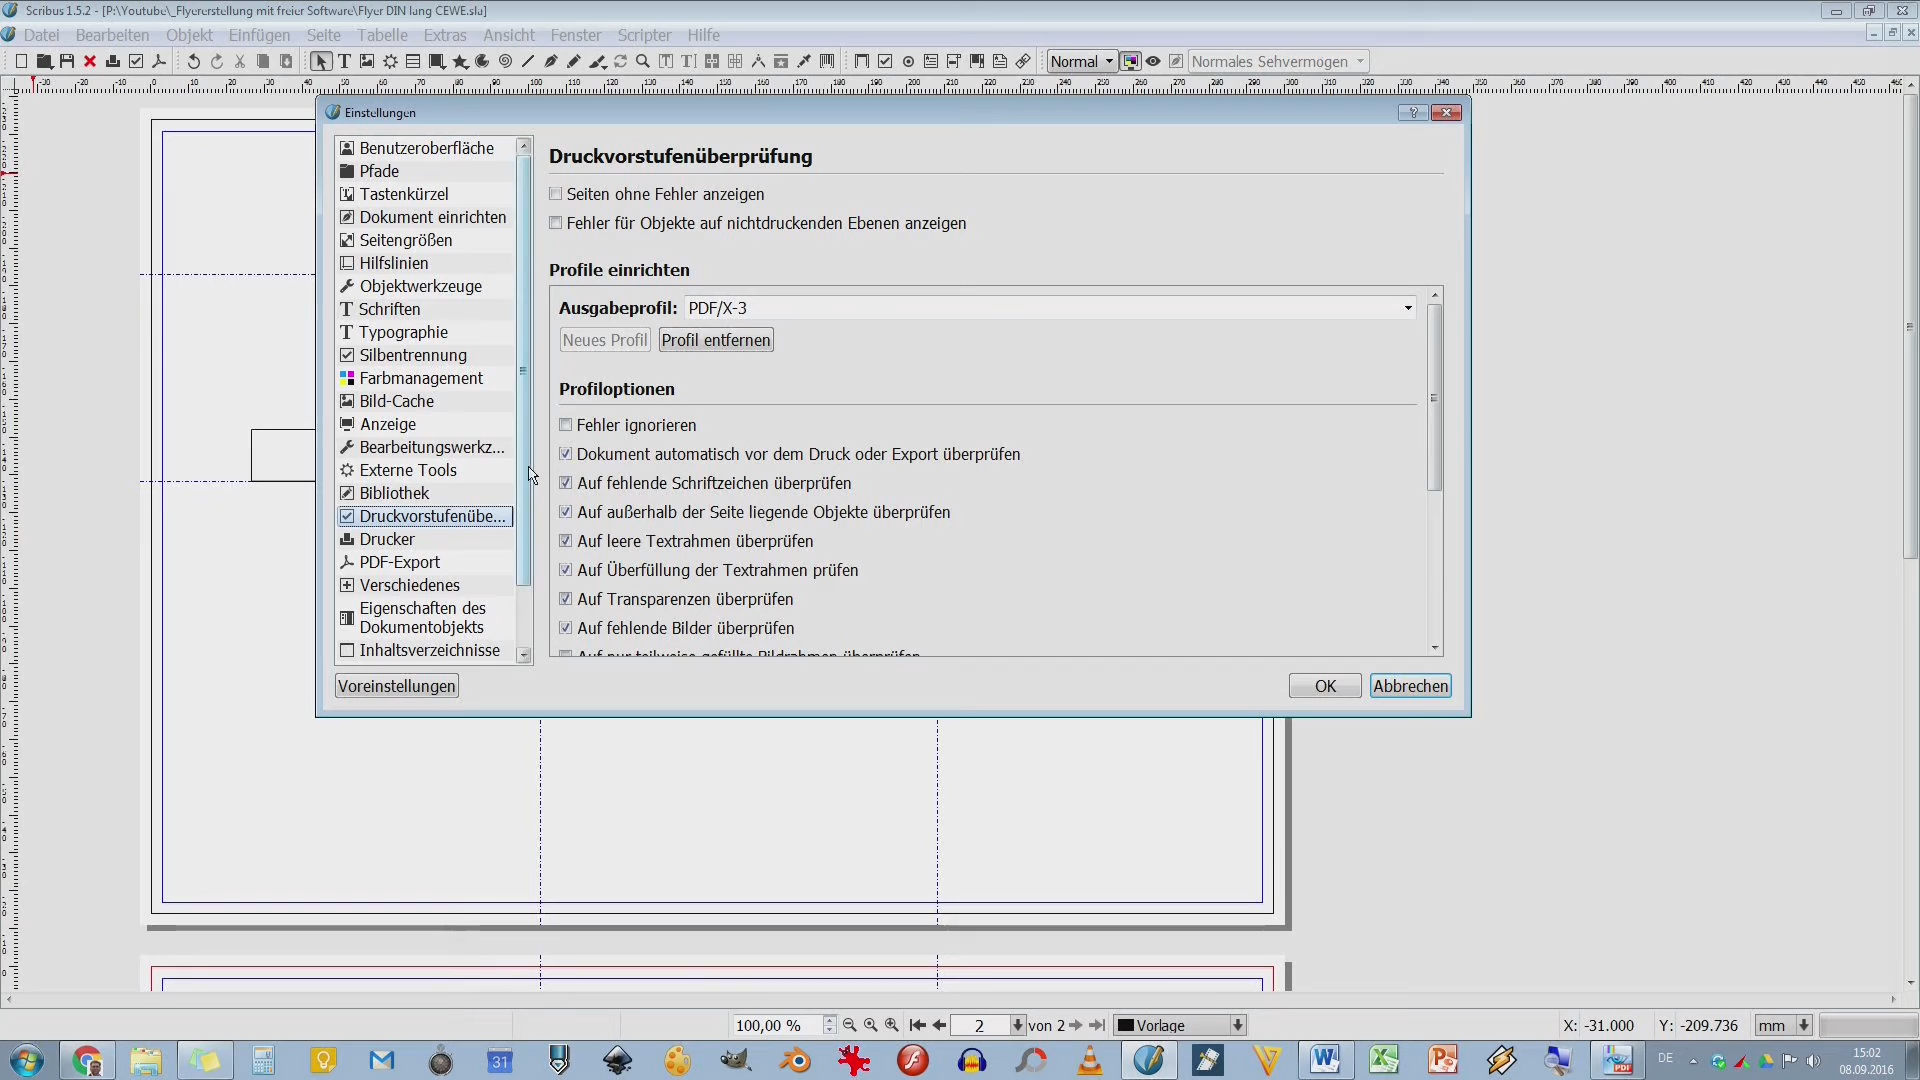 Scribus 1.5.2 - [P:\Youtube\_Flyererstellung mit freier Software\Flyer DIN lang CEWE.sla]
Datei Bearbeiten Objekt Einfügen Seite Tabelle Extras Ansicht Fenster Scripter Hilfe
Normal Normales Sehvermögen
Einstellungen
Benutzeroberfläche
Pfade
Tastenkürzel
Dokument einrichten
Seitengrößen
Hilfslinien
Objektwerkzeuge
Schriften
Typographie
Silbentrennung
Farbmanagement
Bild-Cache
Anzeige
Bearbeitungswerkz...
Externe Tools
Bibliothek
Druckvorstufenübe...
Drucker
PDF-Export
Verschiedenes
Eigenschaften des
Dokumentobjekts
Inhaltsverzeichnisse
Voreinstellungen
Druckvorstufenüberprüfung
Seiten ohne Fehler anzeigen
Fehler für Objekte auf nichtdruckenden Ebenen anzeigen
Profile einrichten
Ausgabeprofil: PDF/X-3
Neues Profil Profil entfernen
Profiloptionen
Fehler ignorieren
Dokument automatisch vor dem Druck oder Export überprüfen
Auf fehlende Schriftzeichen überprüfen
Auf außerhalb der Seite liegende Objekte überprüfen
Auf leere Textrahmen überprüfen
Auf Überfüllung der Textrahmen prüfen
Auf Transparenzen überprüfen
Auf fehlende Bilder überprüfen
Auf nur teilweise gefüllte Bildrahmen überprüfen
OK Abbrechen
100,00 % 2 von 2 Vorlage X: -31.000 Y: -209.736 mm
31
DE 15:02
08.09.2016